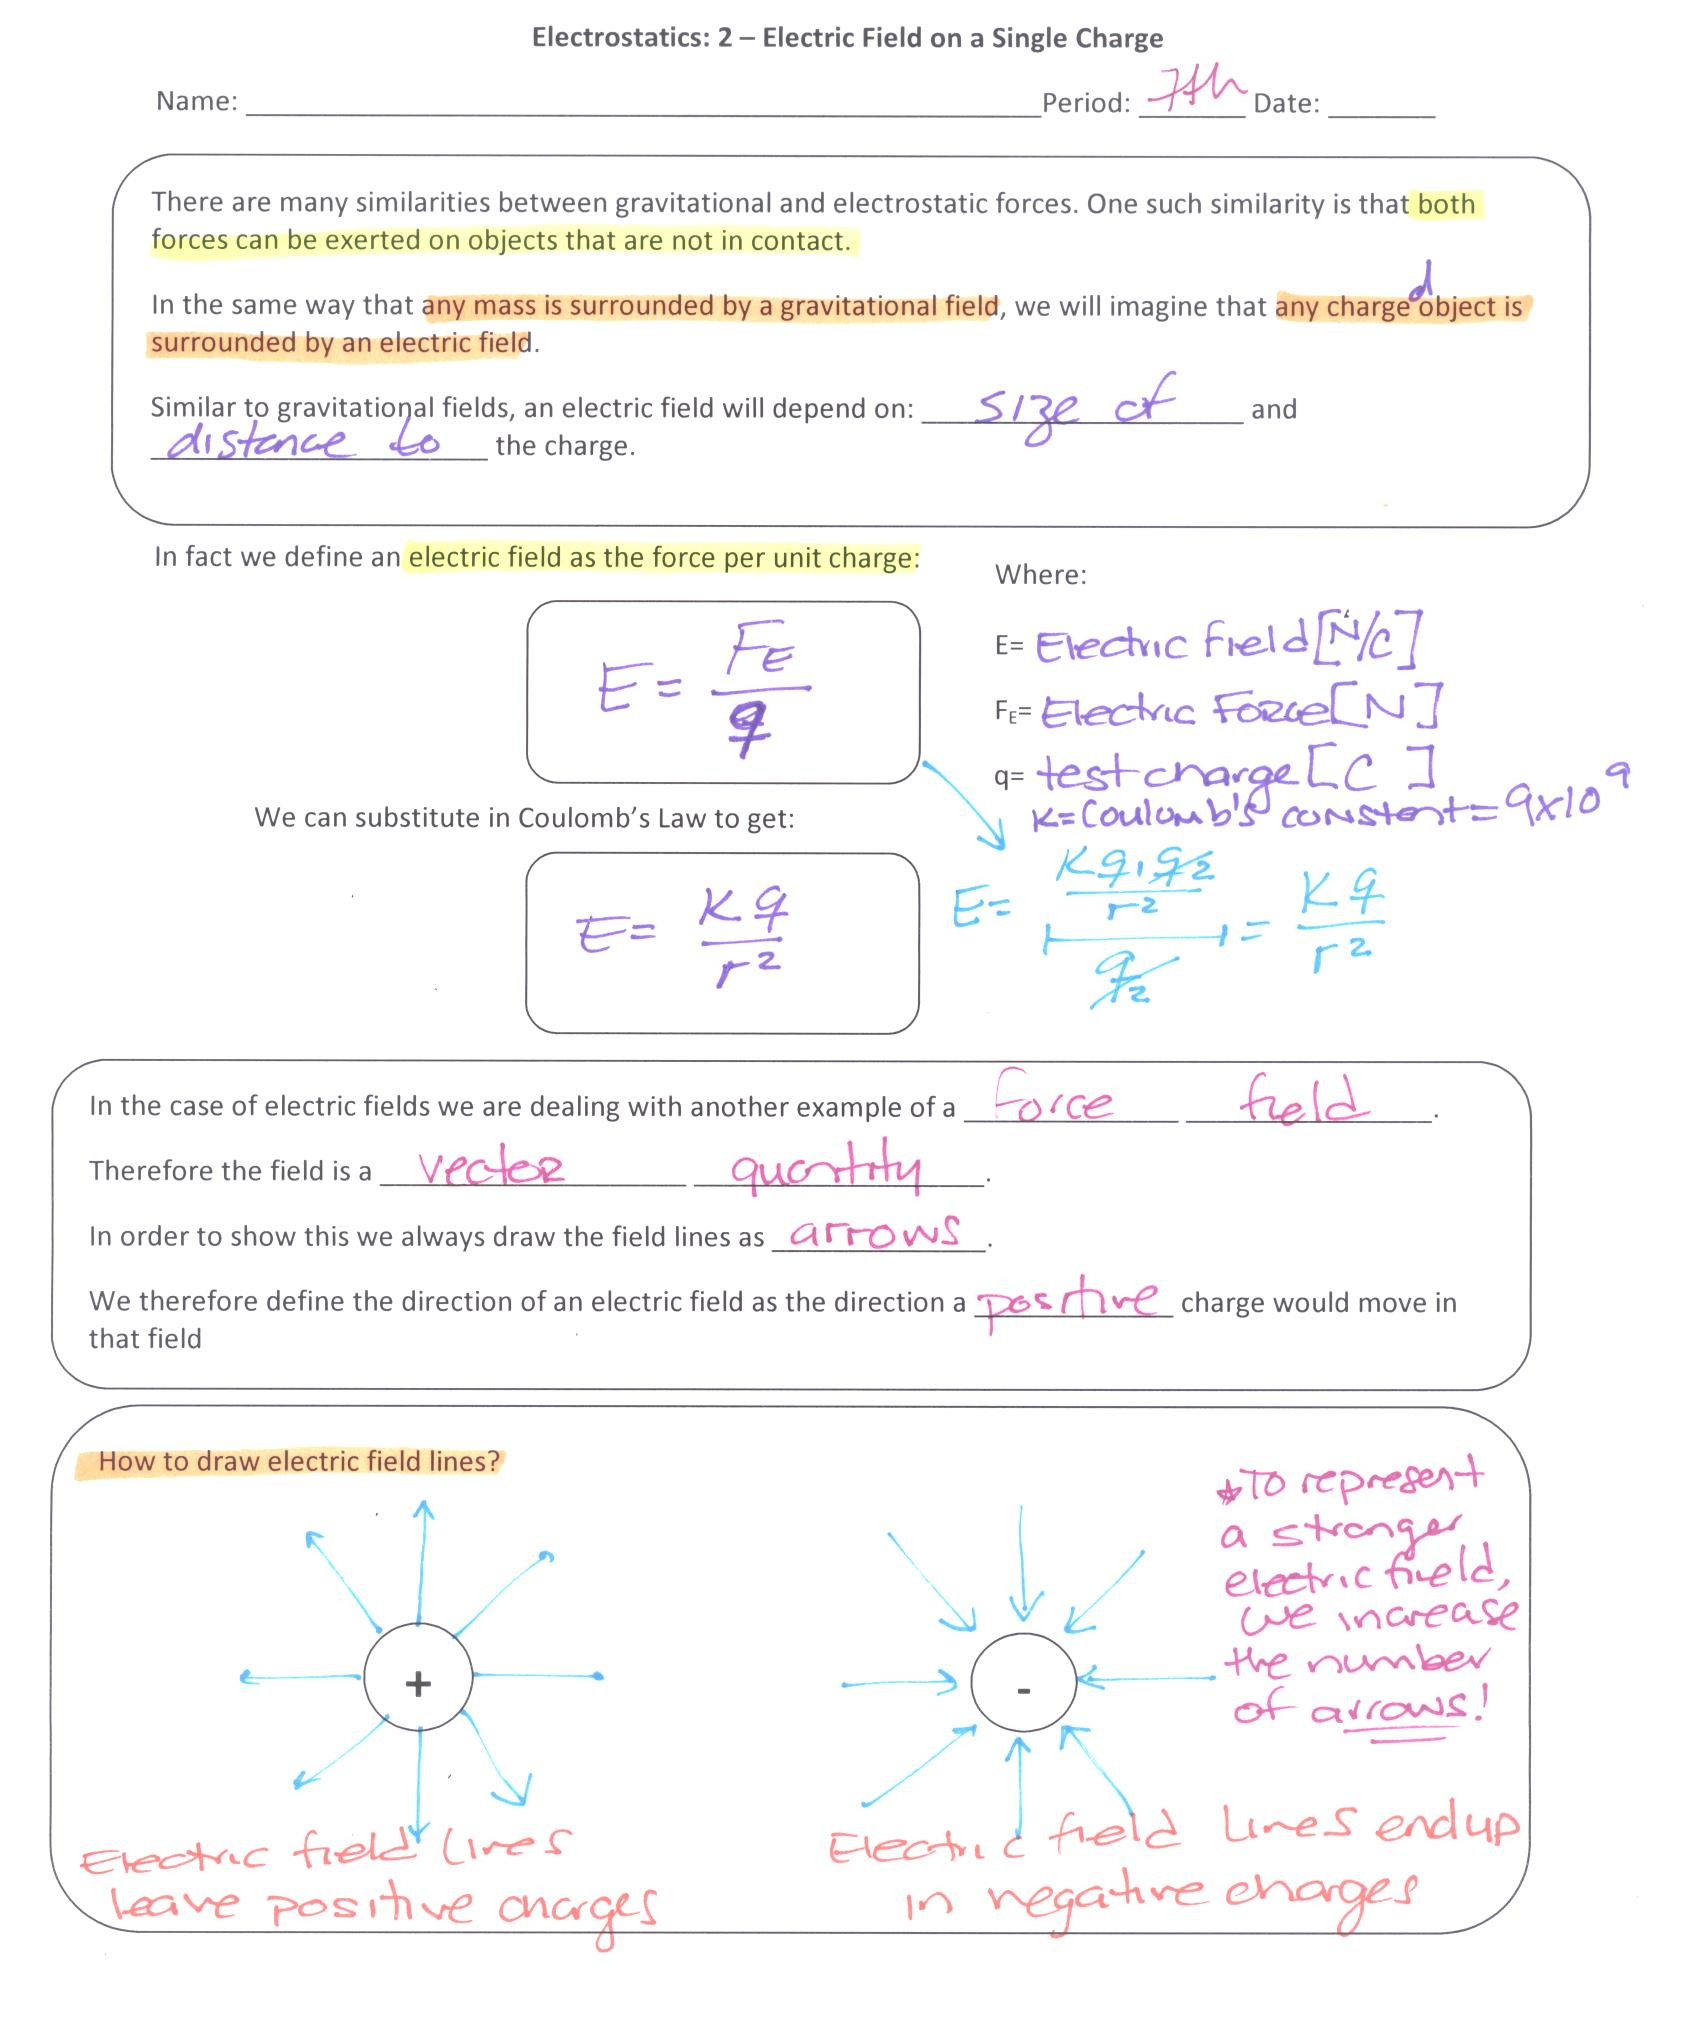 Electrostatics: 2 – Electric Field on a Single Charge
Name: Period: 7th Date:
There are many similarities between gravitational and electrostatic forces. One such similarity is that both
forces can be exerted on objects that are not in contact.
In the same way that any mass is surrounded by a gravitational field, we will imagine that any charged object is
surrounded by an electric field.
Similar to gravitational fields, an electric field will depend on: size of and
distance to the charge.
In fact we define an electric field as the force per unit charge:
E = F_E / q
Where:
E= Electric Field [N/C]
F_E= Electric Force [N]
q= test charge [C ]
K=Coulomb's constant = 9x10^9
We can substitute in Coulomb's Law to get:
E = Kq / r²
E = (Kq₁q₂ / r²) / q₂ = Kq / r²
In the case of electric fields we are dealing with another example of a Force field.
Therefore the field is a vector quantity.
In order to show this we always draw the field lines as arrows.
We therefore define the direction of an electric field as the direction a positive charge would move in
that field
How to draw electric field lines?
+
-
*To represent
a stronger
electric field,
we increase
the number
of arrows!
Electric field lines
leave positive charges
Electric field lines end up
in negative charges